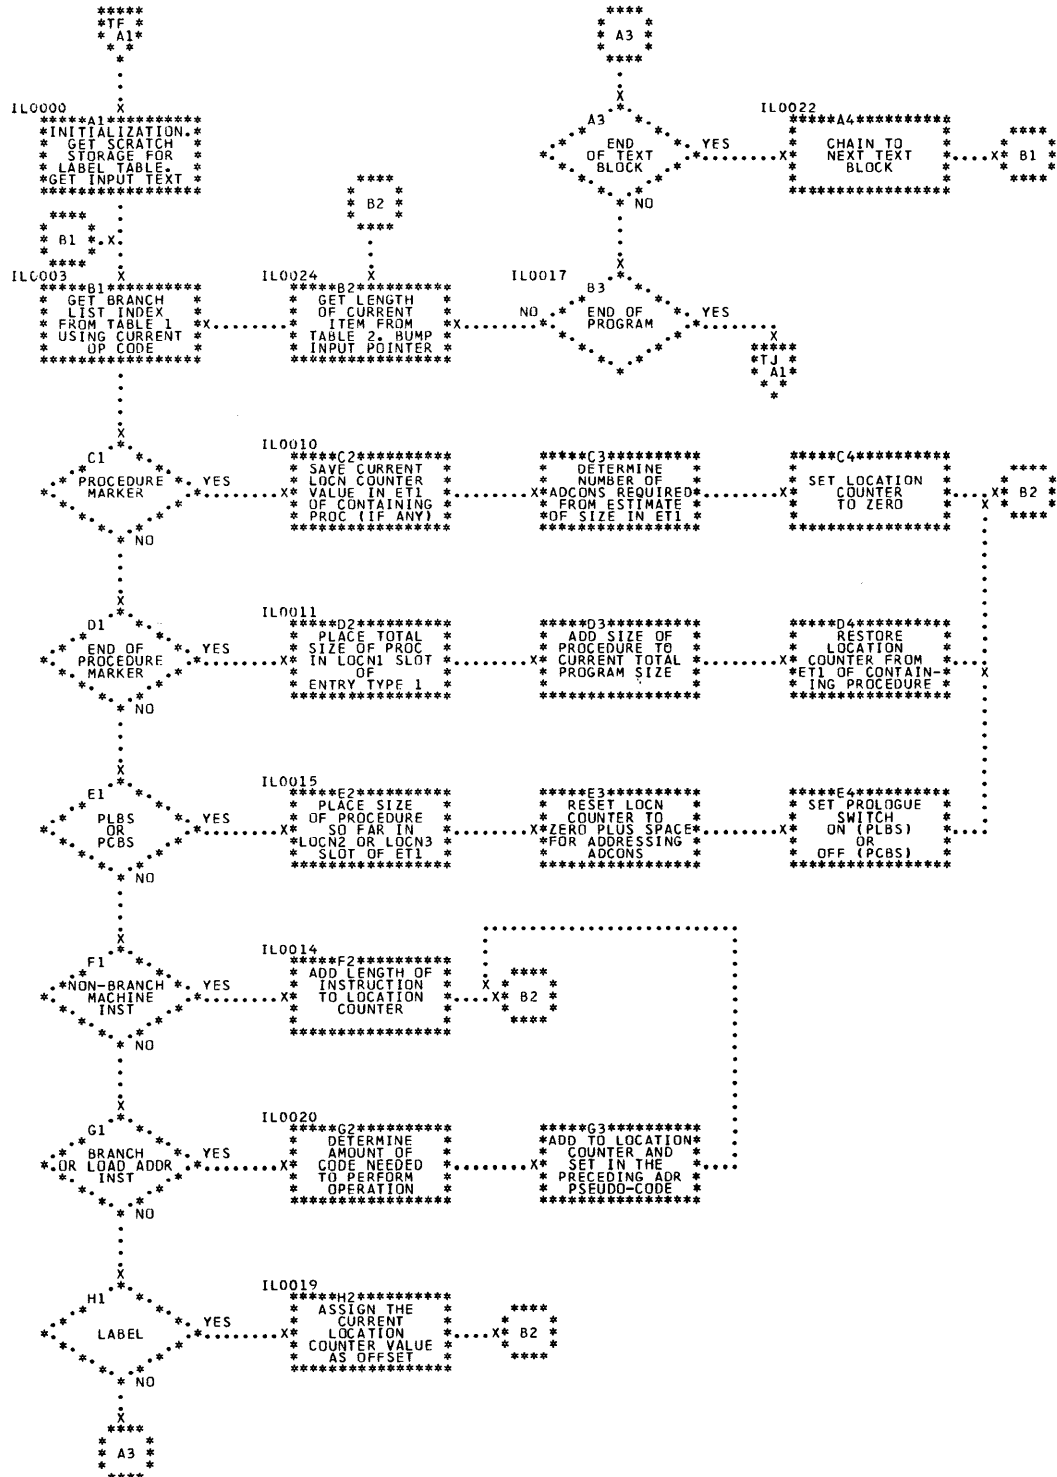 TF
A1
A3
IL0000
A1
INITIALIZATION.
GET SCRATCH
STORAGE FOR
LABEL TABLE.
GET INPUT TEXT
A3
END
OF TEXT
BLOCK
YES
NO
IL0022
A4
CHAIN TO
NEXT TEXT
BLOCK
B1
B1
B2
IL0003
B1
GET BRANCH
LIST INDEX
FROM TABLE 1
USING CURRENT
OP CODE
IL0024
B2
GET LENGTH
OF CURRENT
ITEM FROM
TABLE 2. BUMP
INPUT POINTER
IL0017
B3
END OF
PROGRAM
NO
YES
TJ
A1
C1
PROCEDURE
MARKER
YES
NO
IL0010
C2
SAVE CURRENT
LOCN COUNTER
VALUE IN ET1
OF CONTAINING
PROC (IF ANY)
C3
DETERMINE
NUMBER OF
ADCONS REQUIRED
FROM ESTIMATE
OF SIZE IN ET1
C4
SET LOCATION
COUNTER
TO ZERO
B2
D1
END OF
PROCEDURE
MARKER
YES
NO
IL0011
D2
PLACE TOTAL
SIZE OF PROC
IN LOCN1 SLOT
OF
ENTRY TYPE 1
D3
ADD SIZE OF
PROCEDURE TO
CURRENT TOTAL
PROGRAM SIZE
D4
RESTORE
LOCATION
COUNTER FROM
ET1 OF CONTAIN-
ING PROCEDURE
E1
PLBS
OR
PCBS
YES
NO
IL0015
E2
PLACE SIZE
OF PROCEDURE
SO FAR IN
LOCN2 OR LOCN3
SLOT OF ET1
E3
RESET LOCN
COUNTER TO
ZERO PLUS SPACE
FOR ADDRESSING
ADCONS
E4
SET PROLOGUE
SWITCH
ON (PLBS)
OR
OFF (PCBS)
F1
NON-BRANCH
MACHINE
INST
YES
NO
IL0014
F2
ADD LENGTH OF
INSTRUCTION
TO LOCATION
COUNTER
B2
G1
BRANCH
OR LOAD ADDR
INST
YES
NO
IL0020
G2
DETERMINE
AMOUNT OF
CODE NEEDED
TO PERFORM
OPERATION
G3
ADD TO LOCATION
COUNTER AND
SET IN THE
PRECEDING ADR
PSEUDO-CODE
H1
LABEL
YES
NO
IL0019
H2
ASSIGN THE
CURRENT
LOCATION
COUNTER VALUE
AS OFFSET
B2
A3